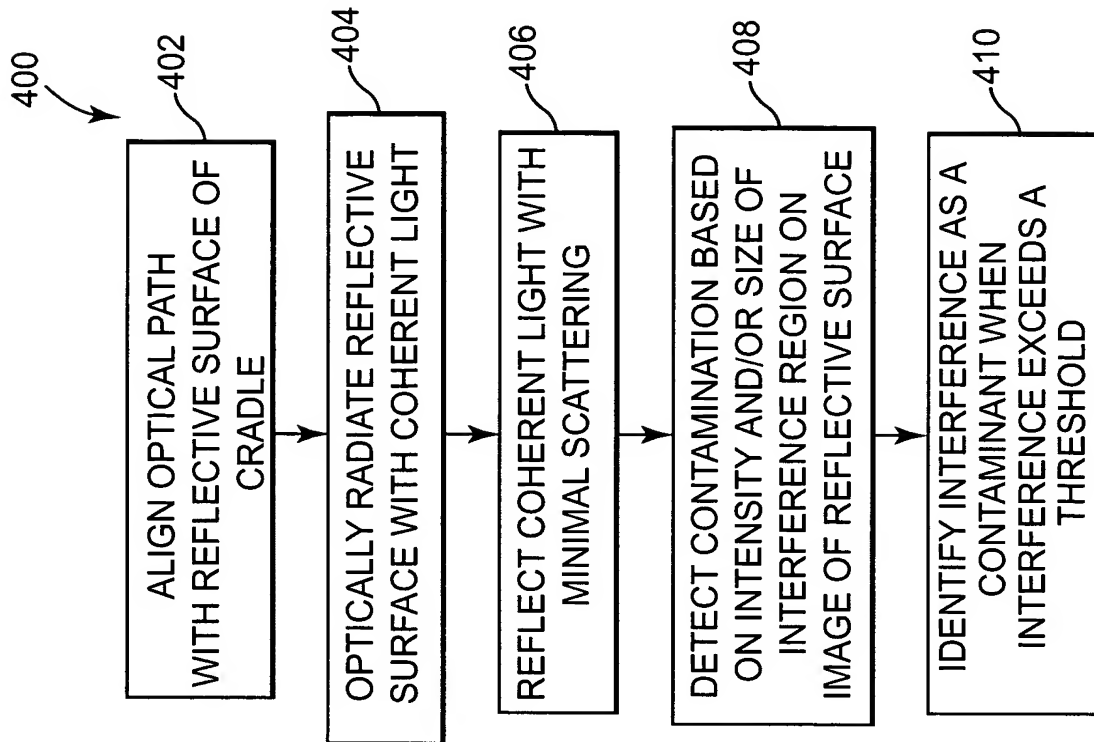 400
402
ALIGN OPTICAL PATH
WITH REFLECTIVE SURFACE OF
CRADLE
404
OPTICALLY RADIATE REFLECTIVE
SURFACE WITH COHERENT LIGHT
406
REFLECT COHERENT LIGHT WITH
MINIMAL SCATTERING
408
DETECT CONTAMINATION BASED
ON INTENSITY AND/OR SIZE OF
INTERFERENCE REGION ON
IMAGE OF REFLECTIVE SURFACE
410
IDENTIFY INTERFERENCE AS A
CONTAMINANT WHEN
INTERFERENCE EXCEEDS A
THRESHOLD